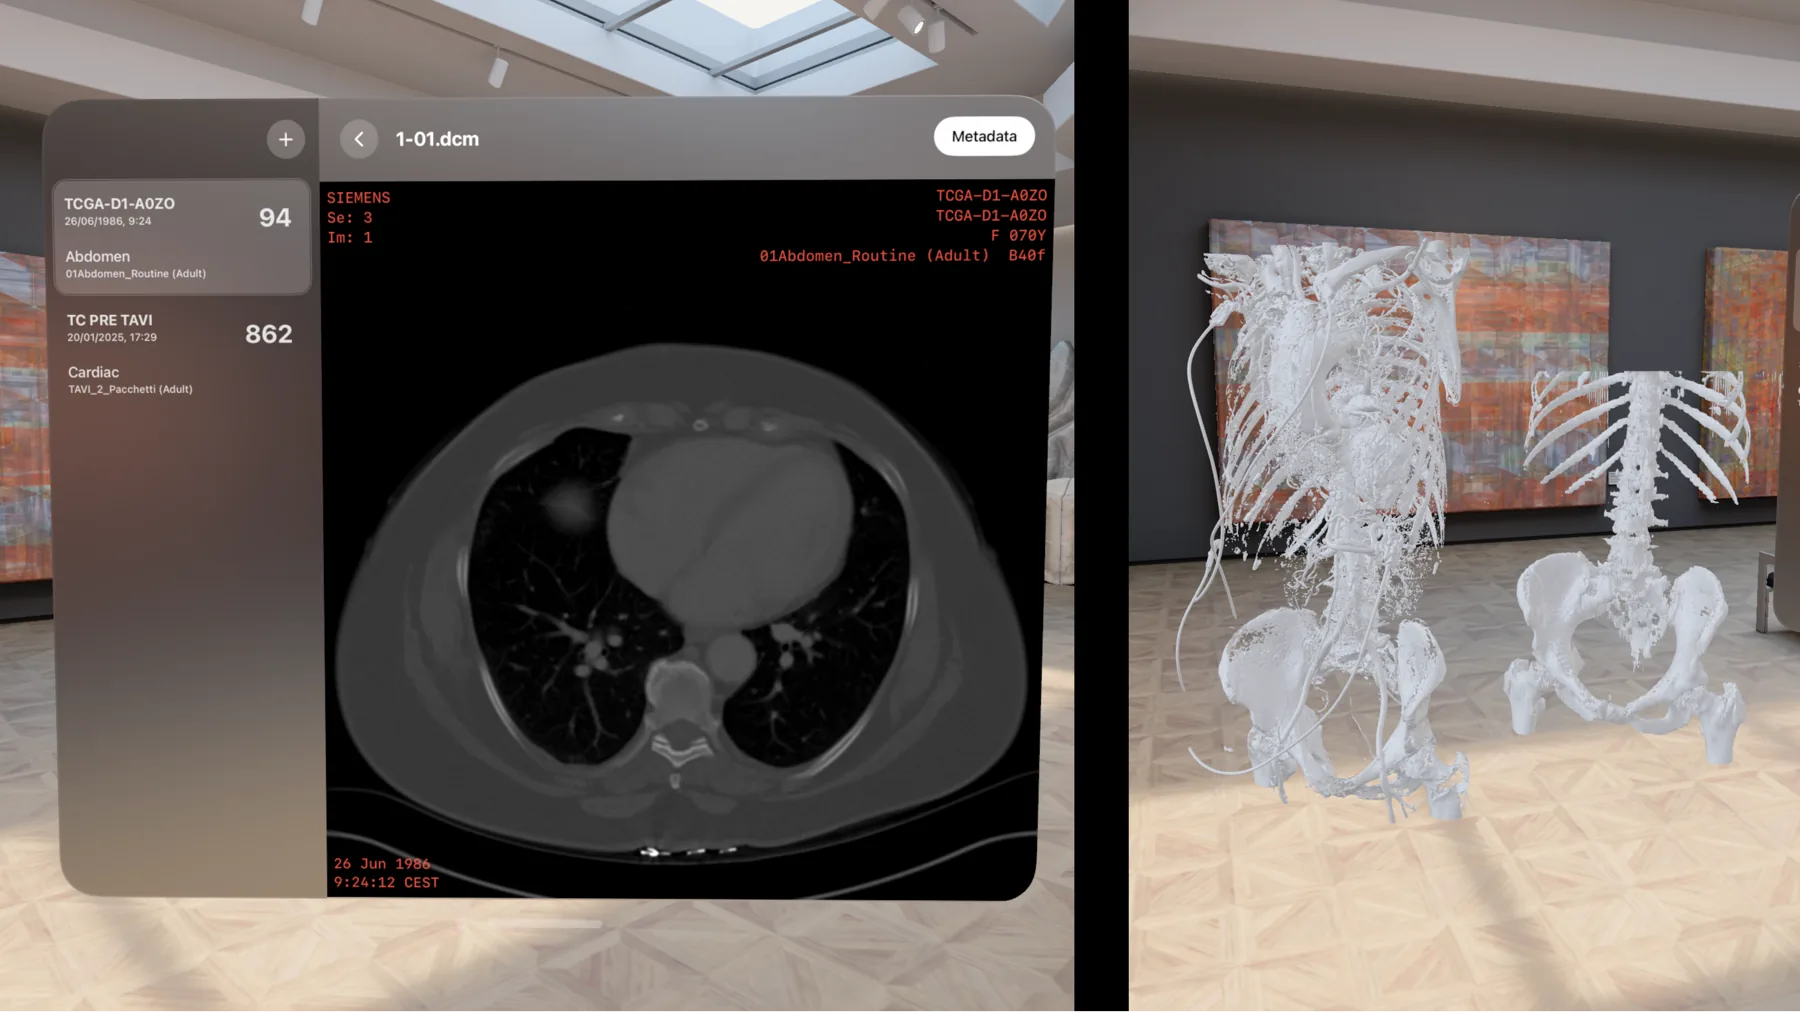 TCGA-D1-A0ZO
26/06/1986, 9:24
94
Abdomen
01Abdomen_Routine (Adult)
TC PRE TAVI
20/01/2025, 17:29
862
Cardiac
TAVI_2_Pacchetti (Adult)
+
1-01.dcm
Metadata
SIEMENS
Se: 3
Im: 1
TCGA-D1-A0ZO
TCGA-D1-A0ZO
F 070Y
01Abdomen_Routine (Adult) B40f
26 Jun 1986
9:24:12 CEST